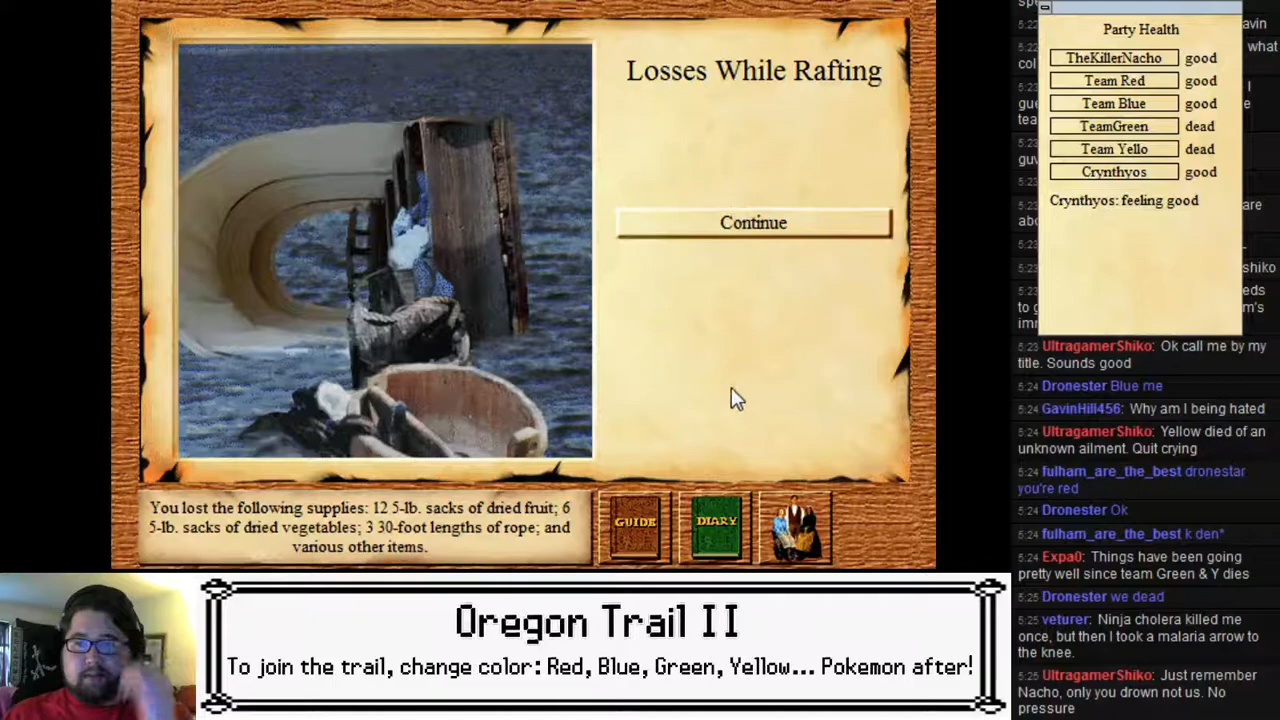 Losses While Rafting
Continue
You lost the following supplies: 12 5-lb. sacks of dried fruit; 6
5-lb. sacks of dried vegetables; 3 30-foot lengths of rope; and
various other items.
GUIDE
DIARY
Party Health
TheKillerNacho good
Team Red good
Team Blue good
TeamGreen dead
Team Yello dead
Crynthyos good
Crynthyos: feeling good
5:23 UltragamerShiko: Ok call me by my
title. Sounds good
5:24 Dronester Blue me
5:24 GavinHill456: Why am I being hated
5:24 UltragamerShiko: Yellow died of an
unknown ailment. Quit crying
5:24 fulham_are_the_best dronestar
you're red
5:24 Dronester Ok
5:24 fulham_are_the_best k den*
5:24 Expa0: Things have been going
pretty well since team Green & Y dies
5:25 Dronester we dead
5:25 veturer: Ninja cholera killed me
once, but then I took a malaria arrow to
the knee.
5:25 UltragamerShiko: Just remember
Nacho, only you drown not us. No
pressure
Oregon Trail II
To join the trail, change color: Red, Blue, Green, Yellow... Pokemon after!